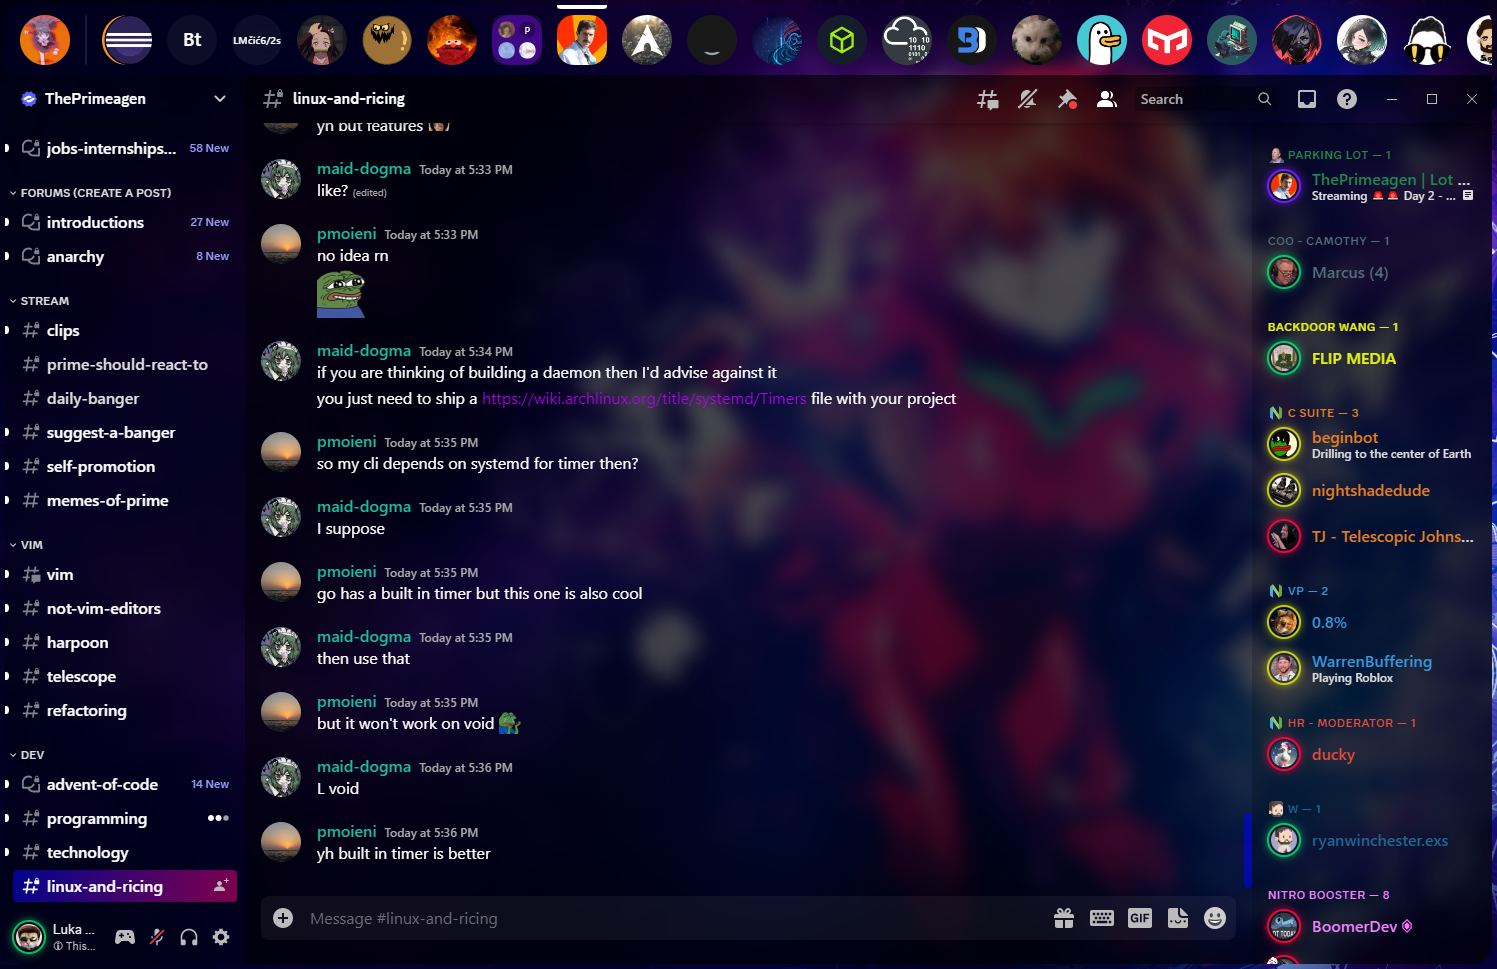 Bt
LMčić6/2s
P
10 10
1110
0101
ThePrimeagen
linux-and-ricing
Search
jobs-internships...
58 New
FORUMS (CREATE A POST)
introductions
27 New
anarchy
8 New
STREAM
clips
prime-should-react-to
daily-banger
suggest-a-banger
self-promotion
memes-of-prime
VIM
vim
not-vim-editors
harpoon
telescope
refactoring
DEV
advent-of-code
14 New
programming
technology
linux-and-ricing
Luka ...
This...
yh but features
maid-dogma Today at 5:33 PM
like? (edited)
pmoieni Today at 5:33 PM
no idea rn
maid-dogma Today at 5:34 PM
if you are thinking of building a daemon then I'd advise against it
you just need to ship a https://wiki.archlinux.org/title/systemd/Timers file with your project
pmoieni Today at 5:35 PM
so my cli depends on systemd for timer then?
maid-dogma Today at 5:35 PM
I suppose
pmoieni Today at 5:35 PM
go has a built in timer but this one is also cool
maid-dogma Today at 5:35 PM
then use that
pmoieni Today at 5:35 PM
but it won't work on void
maid-dogma Today at 5:36 PM
L void
pmoieni Today at 5:36 PM
yh built in timer is better
Message #linux-and-ricing
GIF
PARKING LOT — 1
ThePrimeagen | Lot ...
Streaming 🚨 🚨 Day 2 - ...
COO - CAMOTHY — 1
Marcus (4)
BACKDOOR WANG — 1
FLIP MEDIA
C SUITE — 3
beginbot
Drilling to the center of Earth
nightshadedude
TJ - Telescopic Johns...
VP — 2
0.8%
WarrenBuffering
Playing Roblox
HR - MODERATOR — 1
ducky
W — 1
ryanwinchester.exs
NITRO BOOSTER — 8
BoomerDev